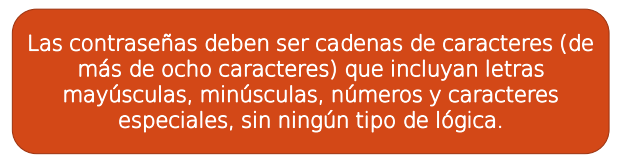 Las contraseñas deben ser cadenas de caracteres (de
más de ocho caracteres) que incluyan letras
mayúsculas, minúsculas, números y caracteres
especiales, sin ningún tipo de lógica.